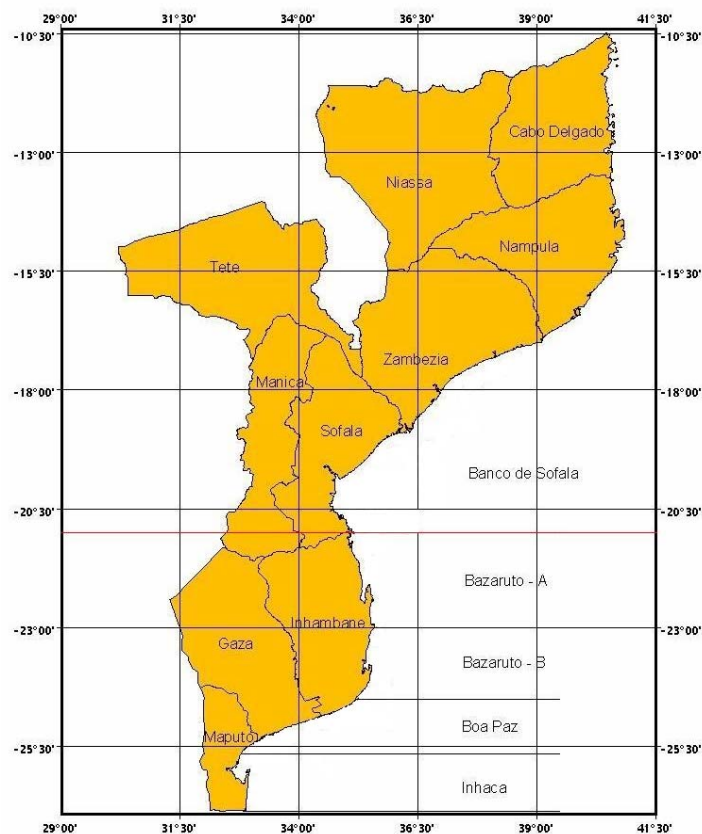 29°00' 31°30' 34°00' 36°30' 39°00' 41°30'
-10°30' -10°30'
Cabo Delgado
-13°00' -13°00'
Niassa
Nampula
Tete
-15°30' -15°30'
Zambezia
Manica
-18°00' -18°00'
Sofala
Banco de Sofala
-20°30' -20°30'
Bazaruto - A
Inhambane
-23°00' -23°00'
Gaza
Bazaruto - B
Boa Paz
Maputo
-25°30' -25°30'
Inhaca
29°00' 31°30' 34°00' 36°30' 39°00' 41°30'